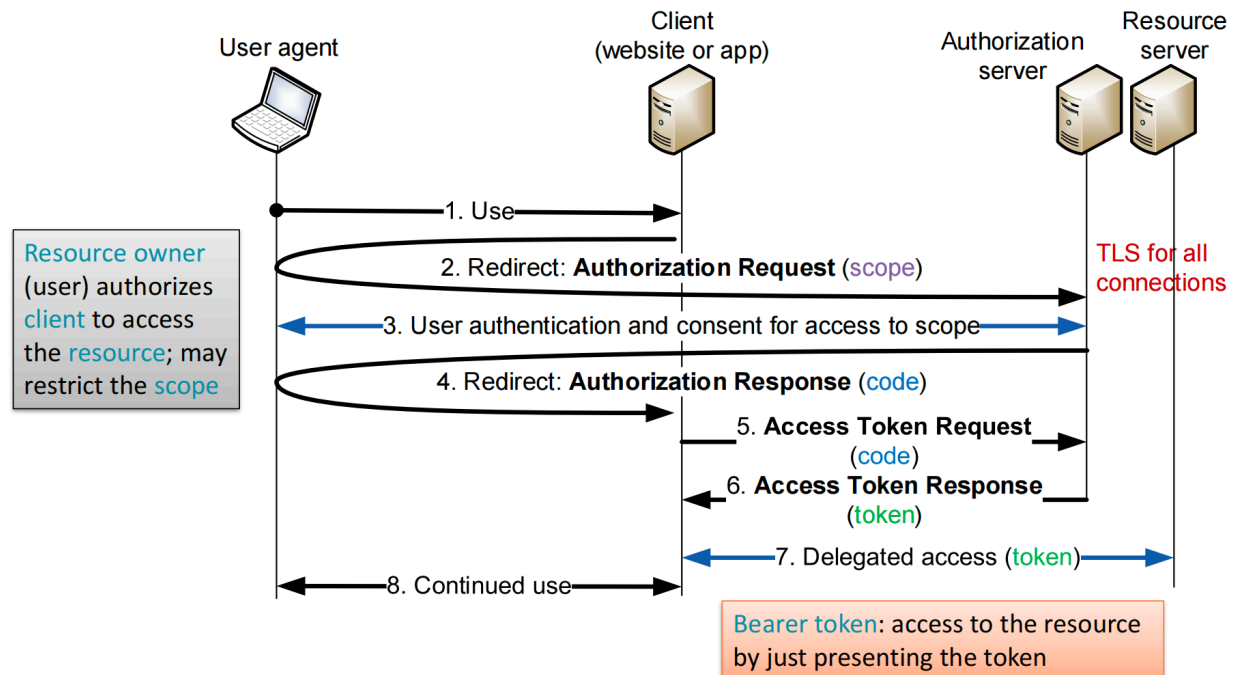 User agent
Client
(website or app)
Authorization
server
Resource
server
1. Use
2. Redirect: Authorization Request (scope)
TLS for all
connections
Resource owner
(user) authorizes
client to access
the resource; may
restrict the scope
3. User authentication and consent for access to scope
4. Redirect: Authorization Response (code)
5. Access Token Request
(code)
6. Access Token Response
(token)
7. Delegated access (token)
8. Continued use
Bearer token: access to the resource
by just presenting the token